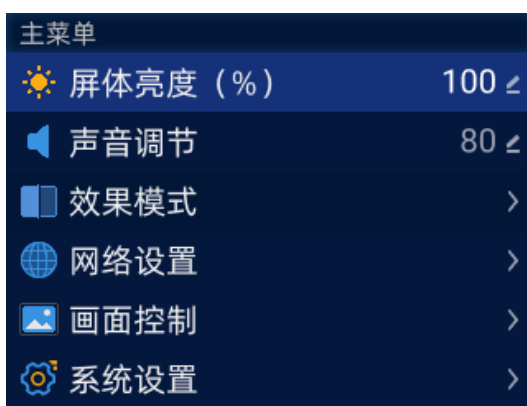 主菜单
屏体亮度（%） 100
声音调节 80
效果模式
网络设置
画面控制
系统设置